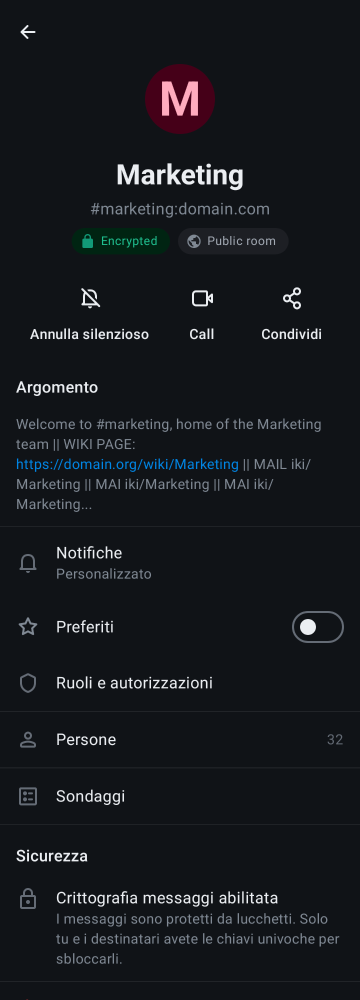 M
Marketing
#marketing:domain.com
Encrypted
Public room
Annulla silenzioso
Call
Condividi
Argomento
Welcome to #marketing, home of the Marketing
team || WIKI PAGE:
https://domain.org/wiki/Marketing || MAIL iki/
Marketing || MAI iki/Marketing || MAI iki/
Marketing...
Notifiche
Personalizzato
Preferiti
Ruoli e autorizzazioni
Persone 32
Sondaggi
Sicurezza
Crittografia messaggi abilitata
I messaggi sono protetti da lucchetti. Solo
tu e i destinatari avete le chiavi univoche per
sbloccarli.